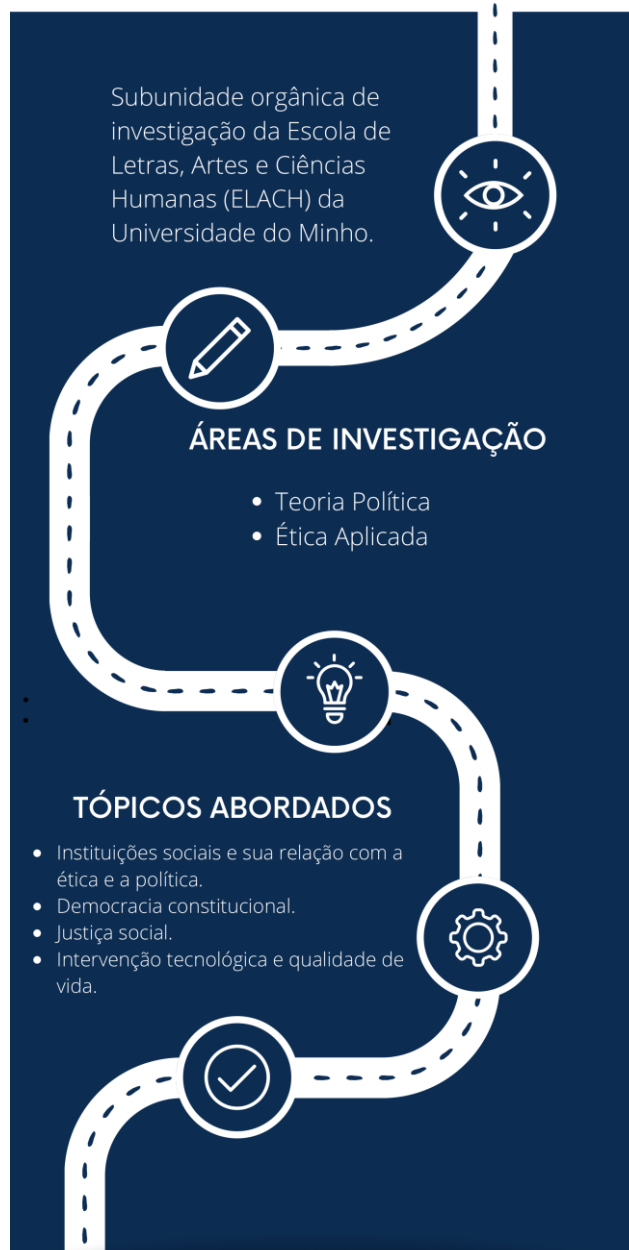 Subunidade orgânica de
investigação da Escola de
Letras, Artes e Ciências
Humanas (ELACH) da
Universidade do Minho.
ÁREAS DE INVESTIGAÇÃO
• Teoria Política
• Ética Aplicada
TÓPICOS ABORDADOS
• Instituições sociais e sua relação com a
ética e a política.
• Democracia constitucional.
• Justiça social.
• Intervenção tecnológica e qualidade de
vida.